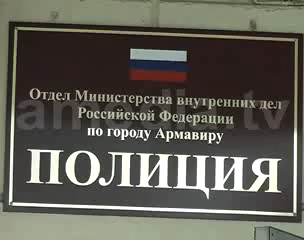 Отдел Министерства внутренних дел
Российской Федерации
по городу Армавиру
ПОЛИЦИЯ